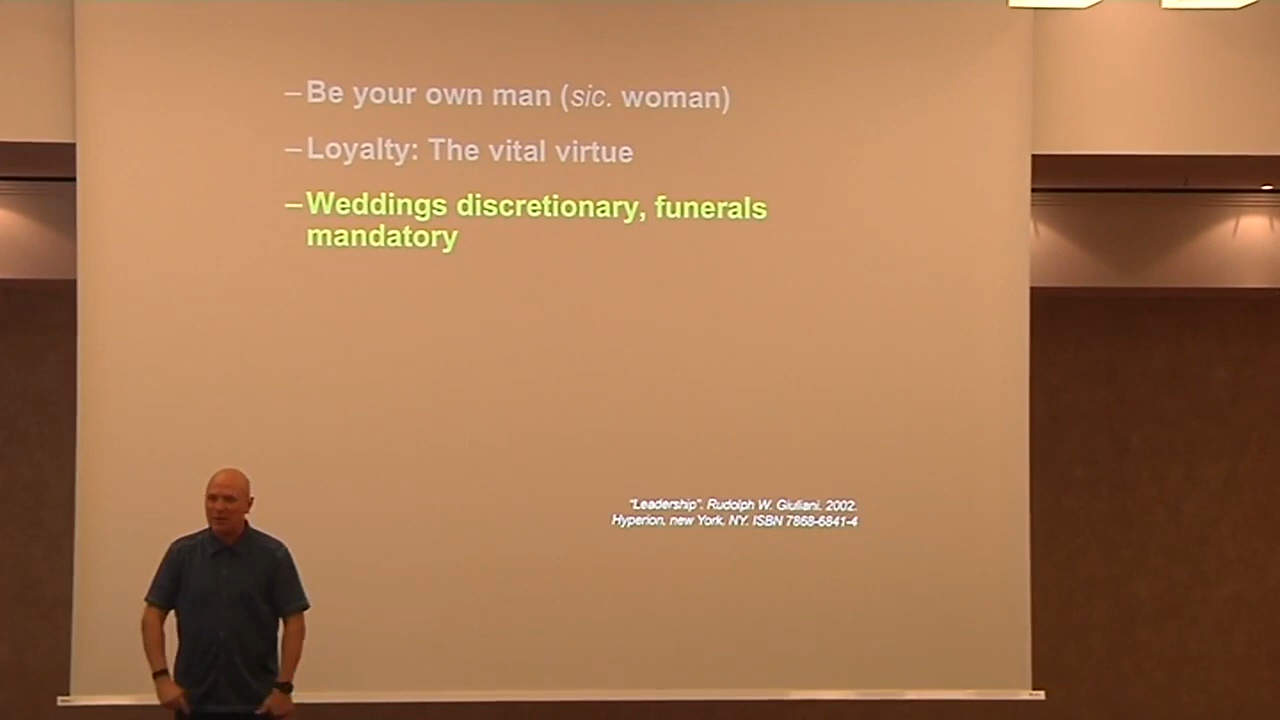 –Be your own man (sic. woman)
–Loyalty: The vital virtue
–Weddings discretionary, funerals
mandatory
"Leadership". Rudolph W. Giuliani. 2002.
Hyperion, new York, NY. ISBN 7868-6841-4